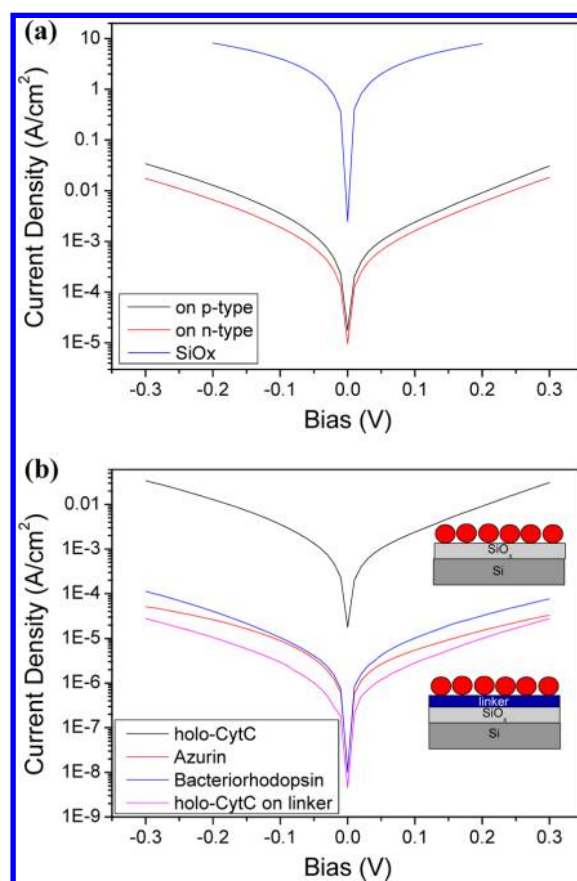 (a)
Current Density (A/cm²)
10
1
0.1
0.01
1E-3
1E-4
1E-5
on p-type
on n-type
SiOx
-0.3 -0.2 -0.1 0.0 0.1 0.2 0.3
Bias (V)
(b)
Current Density (A/cm²)
0.01
1E-3
1E-4
1E-5
1E-6
1E-7
1E-8
1E-9
SiOₓ
Si
linker
SiOₓ
Si
holo-CytC
Azurin
Bacteriorhodopsin
holo-CytC on linker
-0.3 -0.2 -0.1 0.0 0.1 0.2 0.3
Bias (V)